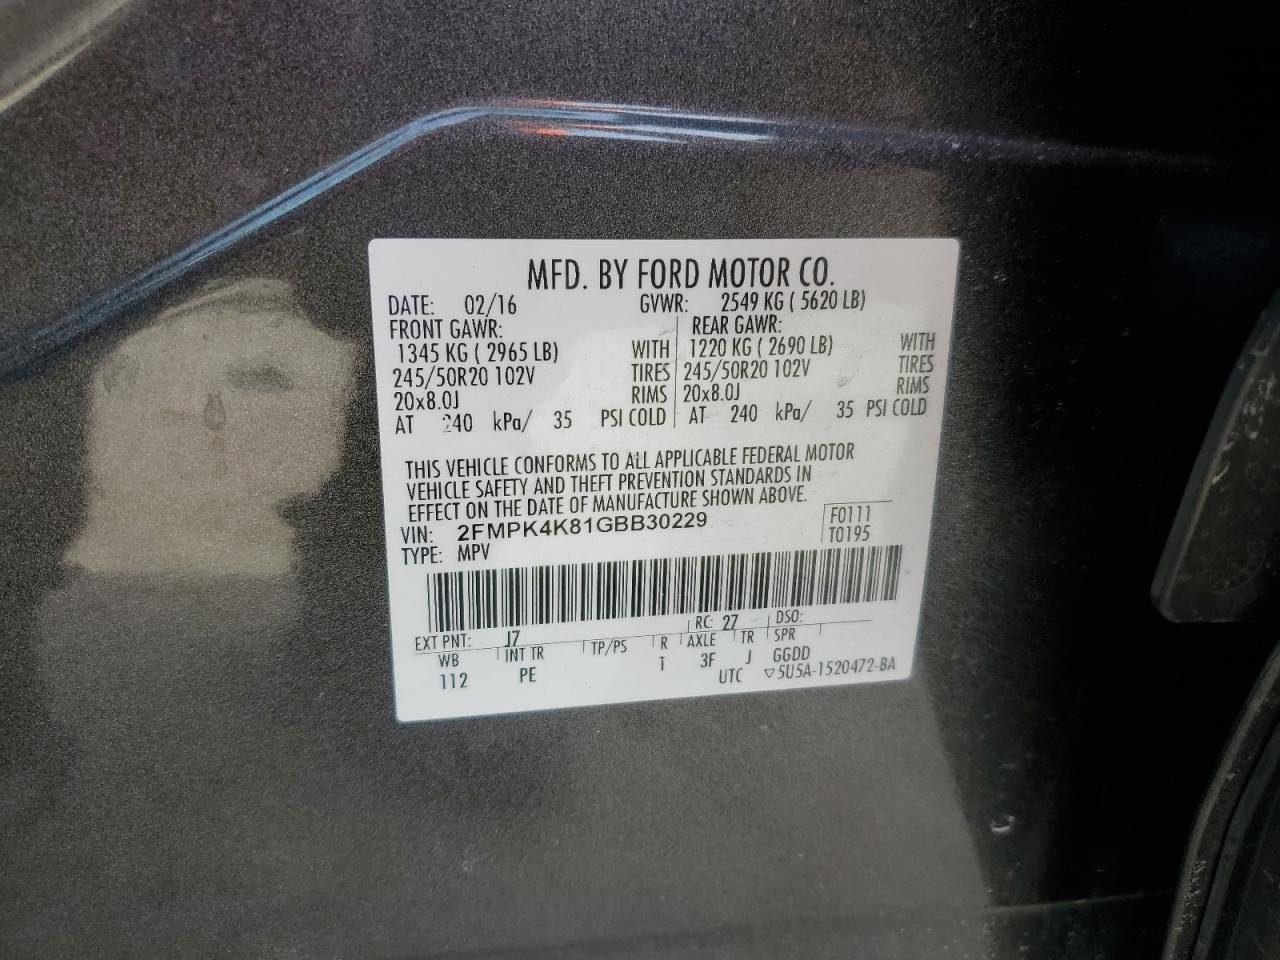 MFD. BY FORD MOTOR CO.
DATE: 02/16 GVWR: 2549 KG ( 5620 LB)
FRONT GAWR: REAR GAWR:
1345 KG ( 2965 LB) WITH 1220 KG ( 2690 LB) WITH
245/50R20 102V TIRES 245/50R20 102V TIRES
20x8.0J RIMS 20x8.0J RIMS
AT 240 kPa/ 35 PSI COLD AT 240 kPa/ 35 PSI COLD
THIS VEHICLE CONFORMS TO ALL APPLICABLE FEDERAL MOTOR
VEHICLE SAFETY AND THEFT PREVENTION STANDARDS IN
EFFECT ON THE DATE OF MANUFACTURE SHOWN ABOVE.
VIN: 2FMPK4K81GBB30229 F0111
TYPE: MPV T0195
EXT PNT: J7 RC: 27 DSO:
WB INT TR TP/PS R AXLE TR SPR
112 PE 1 3F J GGDD
UTC ▽5U5A-1520472-BA